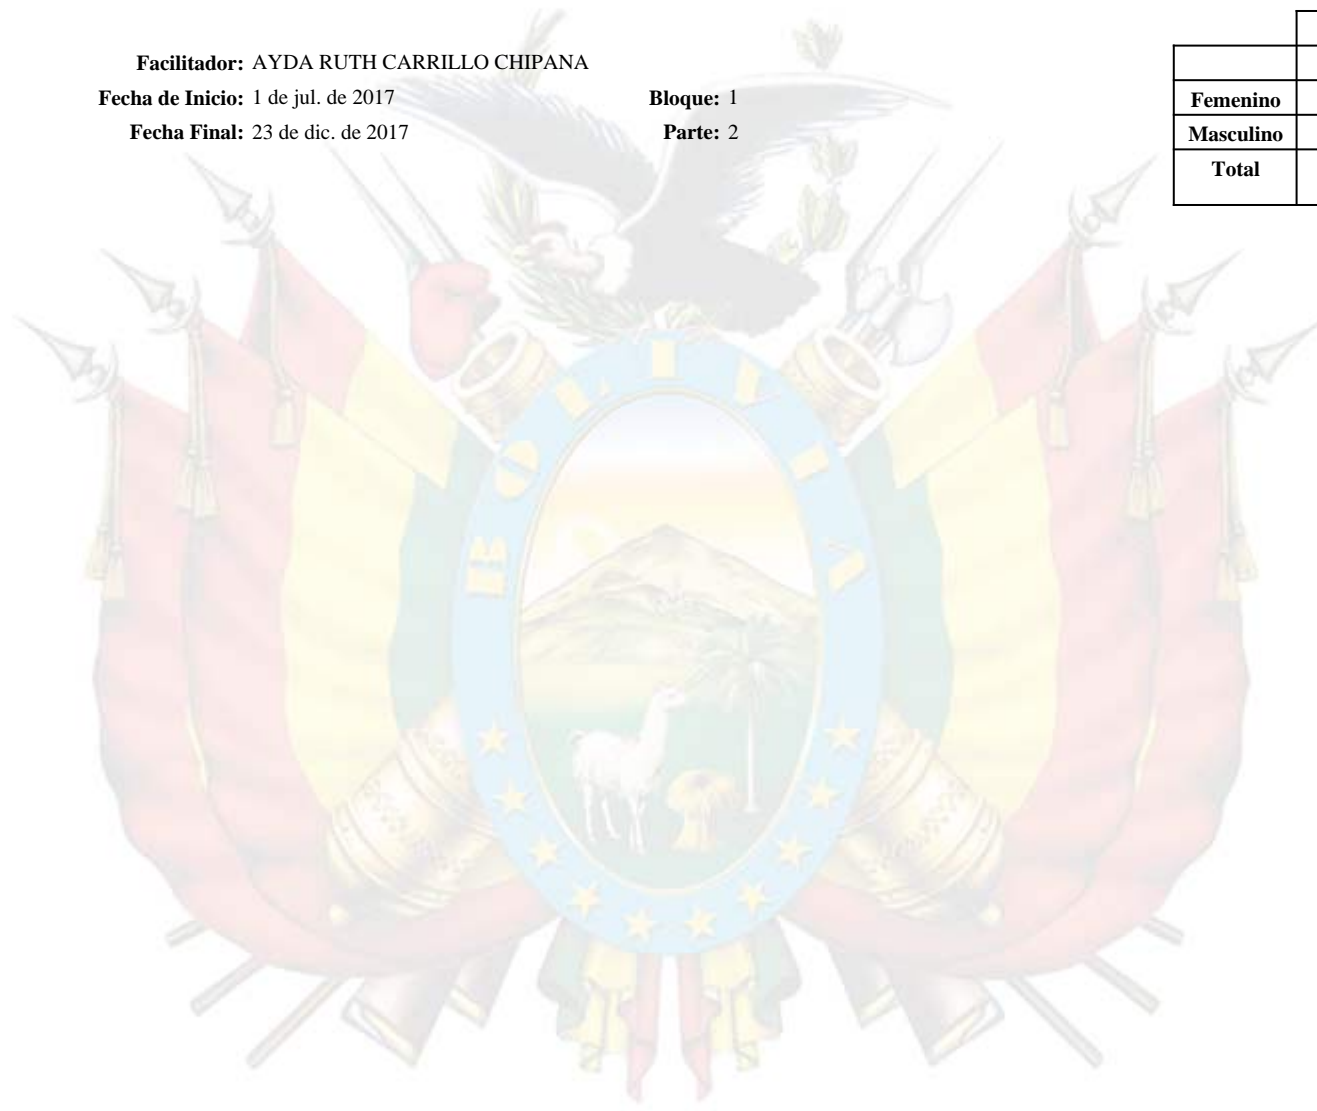 Facilitador: AYDA RUTH CARRILLO CHIPANA
Fecha de Inicio: 1 de jul. de 2017 Bloque: 1
Fecha Final: 23 de dic. de 2017 Parte: 2
Femenino
Masculino
Total
BOLIVIA